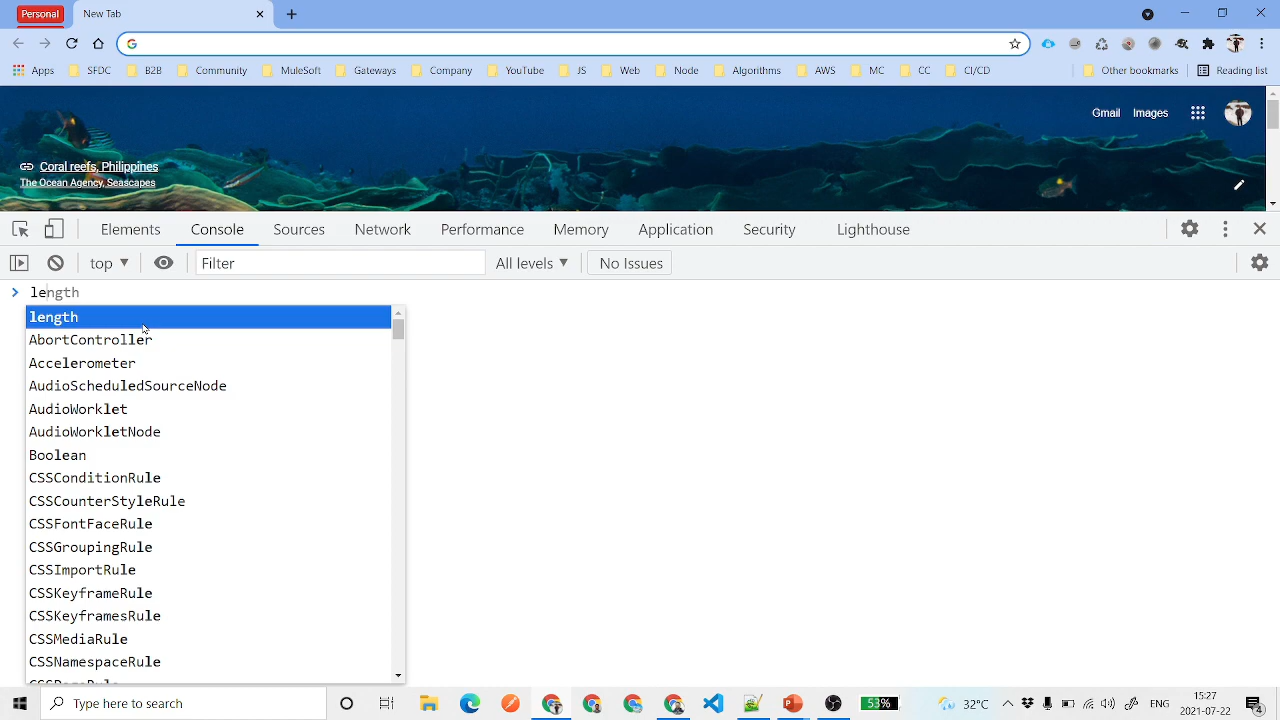 Personal
New Tab
Apps SFDC B2B Community MuleSoft Gateways Company YouTube JS Web Node Algorithms AWS MC CC CI/CD Other bookmarks Reading list
Gmail Images
Coral reefs, Philippines
The Ocean Agency, Seascapes
Elements Console Sources Network Performance Memory Application Security Lighthouse
top Filter All levels No Issues
length
length
AbortController
Accelerometer
AudioScheduledSourceNode
AudioWorklet
AudioWorkletNode
Boolean
CSSConditionRule
CSSCounterStyleRule
CSSFontFaceRule
CSSGroupingRule
CSSImportRule
CSSKeyframeRule
CSSKeyframesRule
CSSMediaRule
CSSNamespaceRule
CSSPageRule
Type here to search 53% 32°C ENG 15:27
2021-07-22